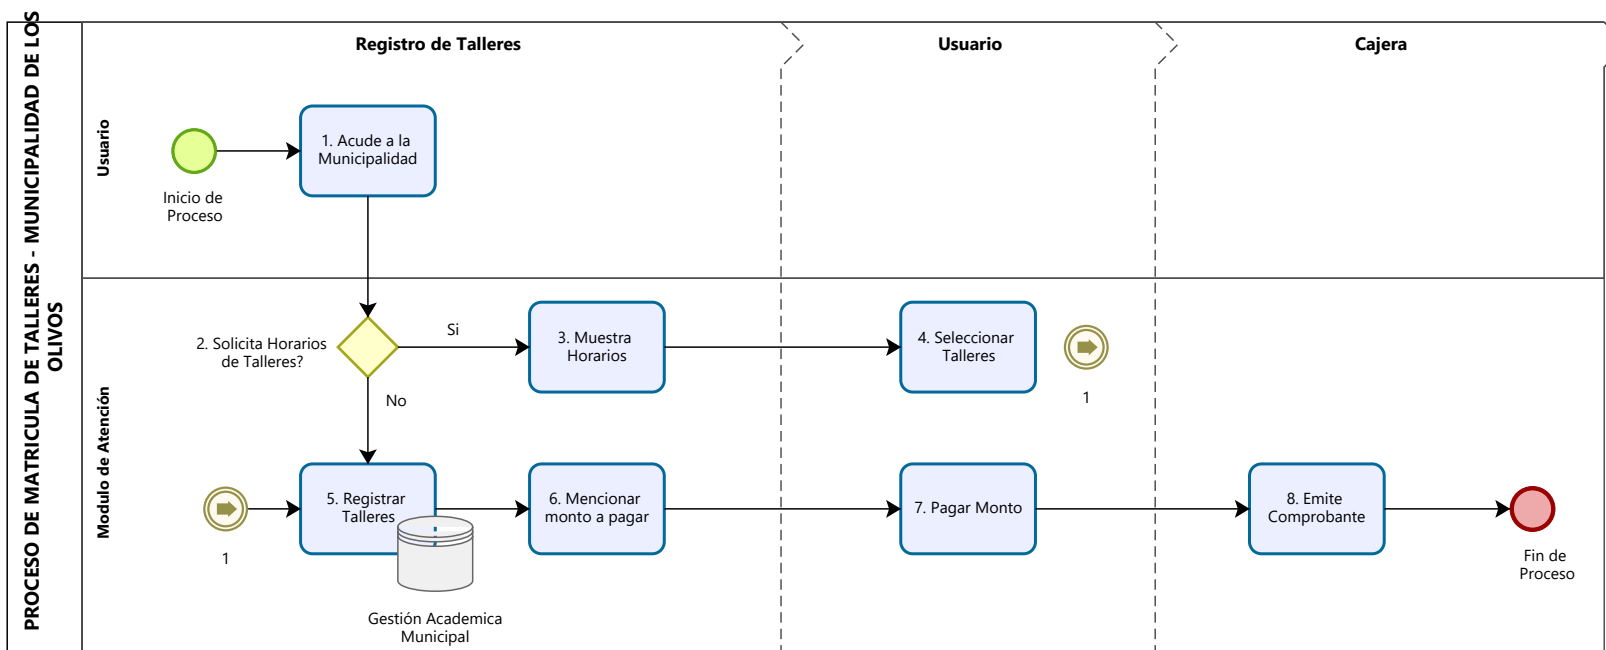 PROCESO DE MATRICULA DE TALLERES - MUNICIPALIDAD DE LOS
OLIVOS
Registro de Talleres
Usuario
Cajera
Usuario
Inicio de
Proceso
1. Acude a la
Municipalidad
Modulo de Atención
2. Solicita Horarios
de Talleres?
Si
No
3. Muestra
Horarios
4. Seleccionar
Talleres
1
1
5. Registrar
Talleres
Gestión Academica
Municipal
6. Mencionar
monto a pagar
7. Pagar Monto
8. Emite
Comprobante
Fin de
Proceso